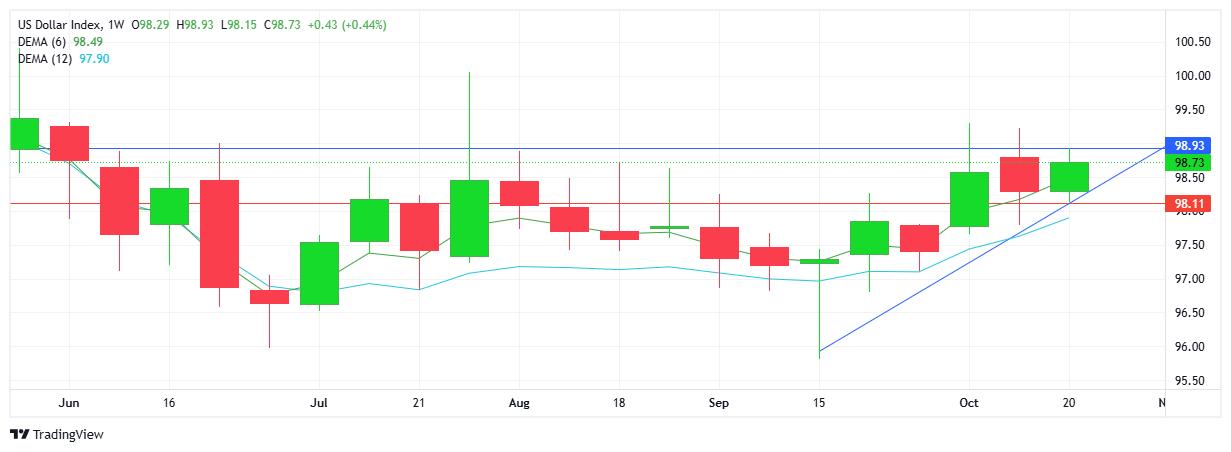 US Dollar Index, 1W O98.29 H98.93 L98.15 C98.73 +0.43 (+0.44%)
DEMA (6) 98.49
DEMA (12) 97.90
100.50
100.00
99.50
98.93
98.73
98.50
98.11
98.00
97.50
97.00
96.50
96.00
95.50
Jun 16 Jul 21 Aug 18 Sep 15 Oct 20 N
TradingView